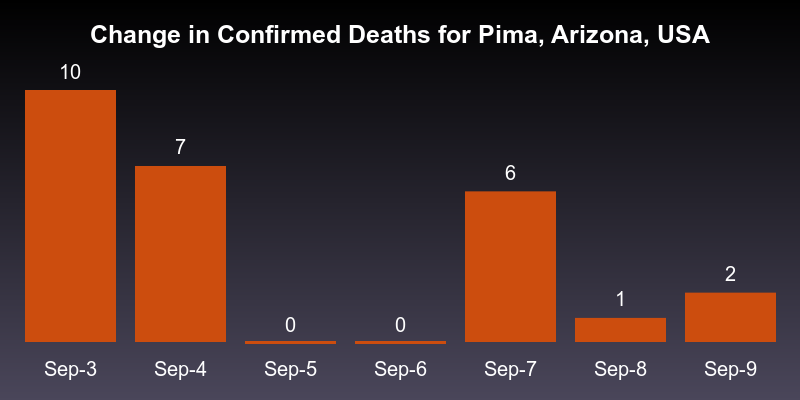 Change in Confirmed Deaths for Pima, Arizona, USA
10
7
0
0
6
1
2
Sep-3
Sep-4
Sep-5
Sep-6
Sep-7
Sep-8
Sep-9